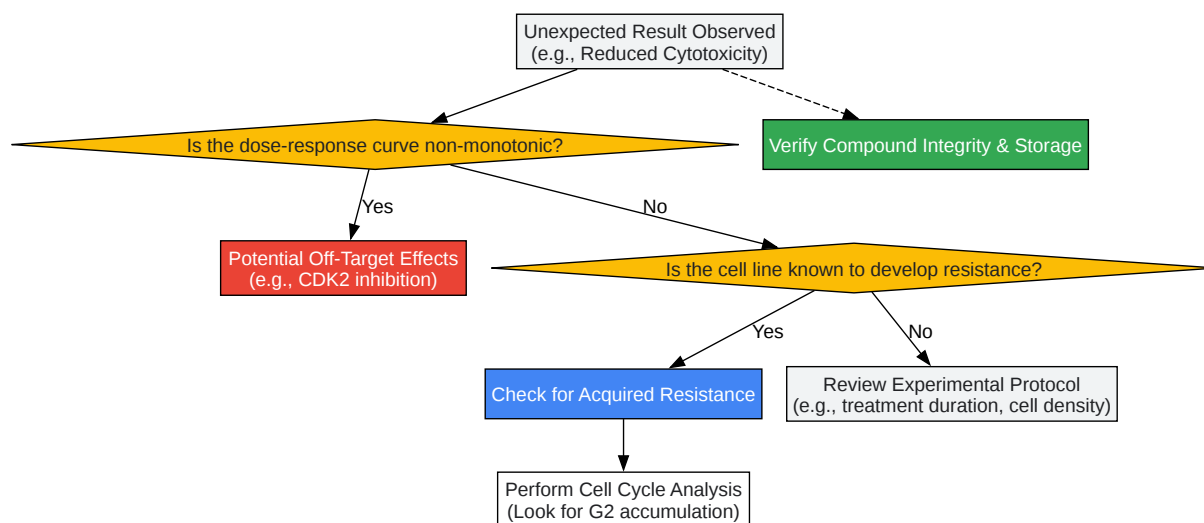 Unexpected Result Observed
(e.g., Reduced Cytotoxicity)
Is the dose-response curve non-monotonic?
Verify Compound Integrity & Storage
Yes
No
Potential Off-Target Effects
(e.g., CDK2 inhibition)
Is the cell line known to develop resistance?
Yes
No
Check for Acquired Resistance
Review Experimental Protocol
(e.g., treatment duration, cell density)
Perform Cell Cycle Analysis
(Look for G2 accumulation)